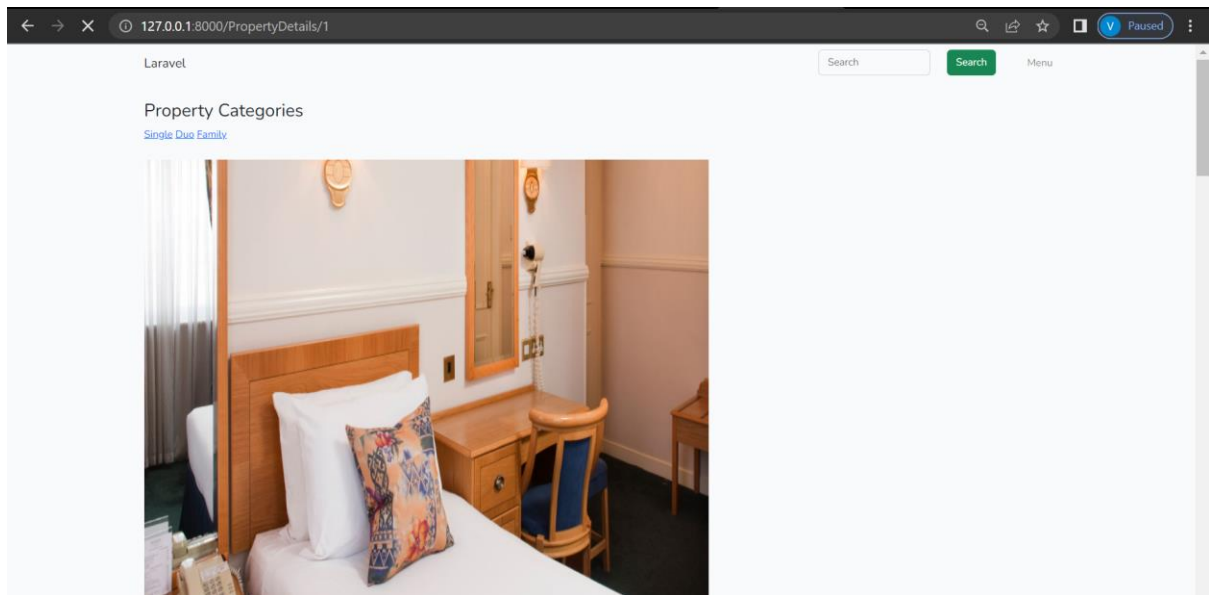 127.0.0.1:8000/PropertyDetails/1
V Paused
Laravel
Search
Search
Menu
Property Categories
Single Duo Family